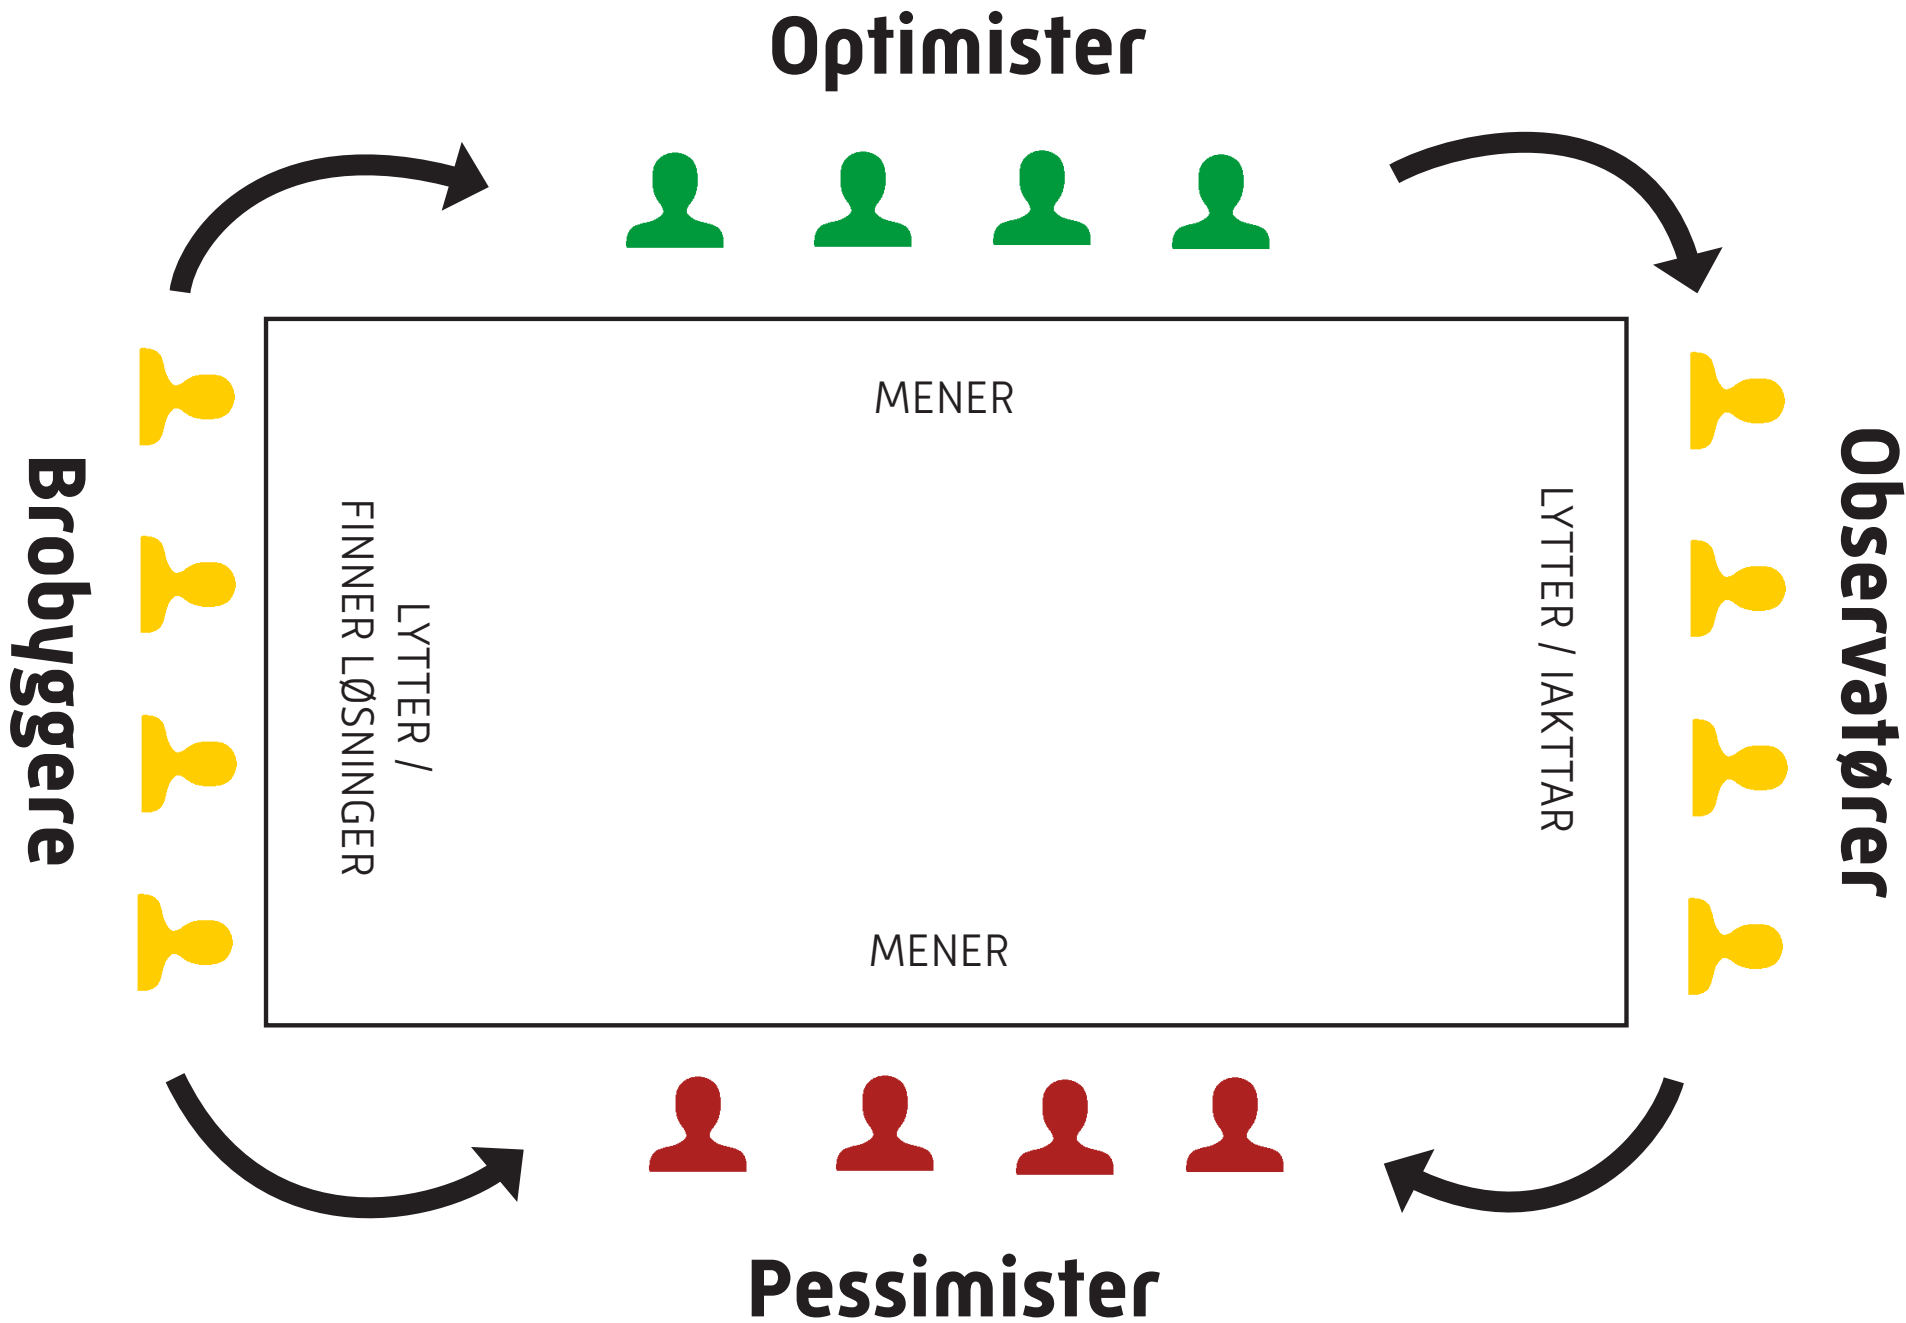 Optimister
MENER
Brobyggere
LYTTER /
FINNER LØSNINGER
LYTTER / IAKTTAR
Observatører
MENER
Pessimister